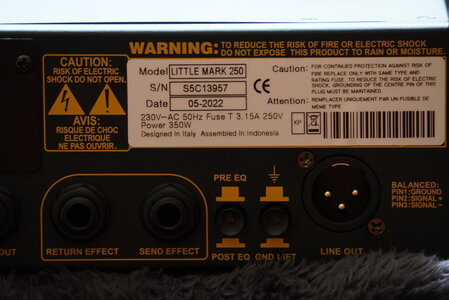 WARNING: TO REDUCE THE RISK OF FIRE OR ELECTRIC SHOCK
DO NOT EXPOSE THIS PRODUCT TO RAIN OR MOISTURE.
CAUTION:
RISK OF ELECTRIC
SHOCK DO NOT OPEN.
AVIS:
RISQUE DE CHOC
ELECTRIQUE
NE PAS OUVRIR.
Model LITTLE MARK 250
S/N S5C13957
Date 05-2022
230V~AC 50Hz Fuse T 3.15A 250V
Power 350W
Designed in Italy Assembled in Indonesia
CE
Caution: FOR CONTINUED PROTECTION AGAINST RISK OF
FIRE REPLACE ONLY WITH SAME TYPE AND
RATING FUSE. TO REDUCE THE RISK OF ELECTRIC
SHOCK, GROUNDING OF THE CENTRE PIN OF THIS
PLUG MUST BE MAINTAINED.
Attention: REMPLACER UNIQUEMENT PAR UN FUSIBLE DE
MEME TYPE
KP
OUT
RETURN EFFECT
SEND EFFECT
PRE EQ
POST EQ
GND LIFT
LINE OUT
BALANCED:
PIN1:GROUND
PIN2:SIGNAL+
PIN3:SIGNAL-